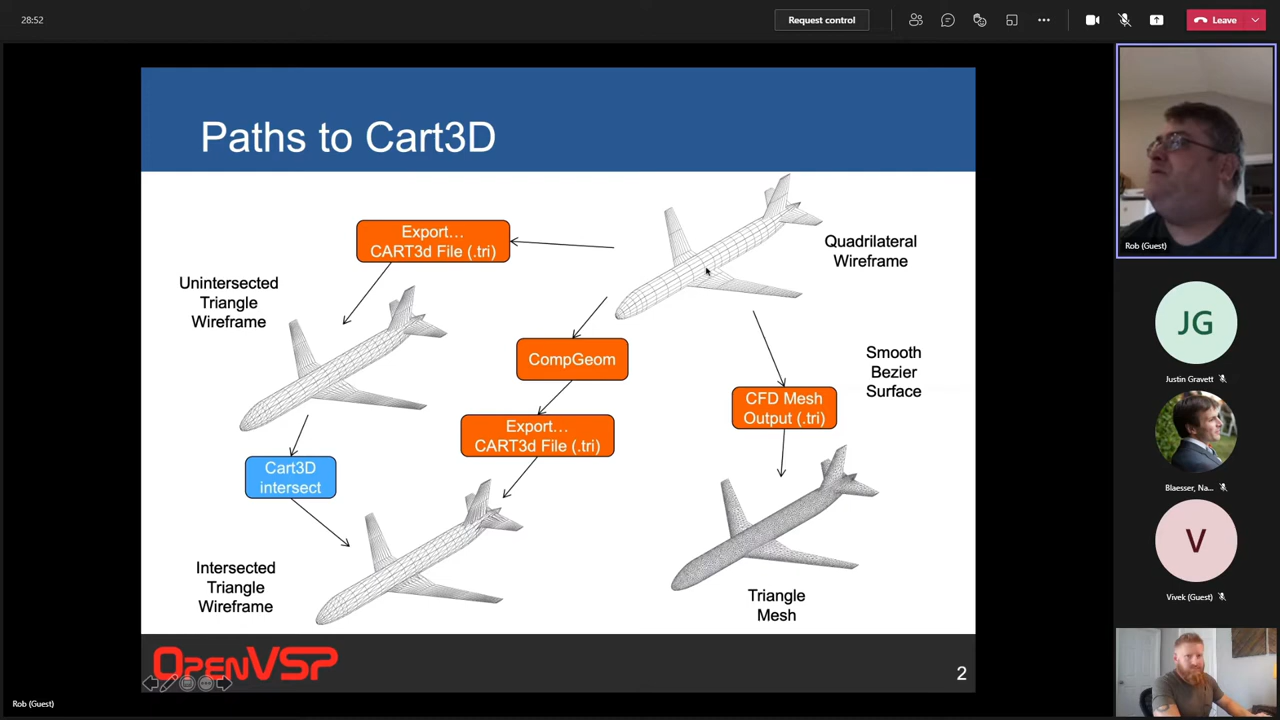 28:52
Request control
Leave
Paths to Cart3D
Export…
CART3d File (.tri)
Quadrilateral
Wireframe
Unintersected
Triangle
Wireframe
CompGeom
Smooth
Bezier
Surface
CFD Mesh
Output (.tri)
Export…
CART3d File (.tri)
Cart3D
intersect
Intersected
Triangle
Wireframe
Triangle
Mesh
OpenVSP
2
Rob (Guest)
Rob (Guest)
JG
Justin Gravett
Blaesser, Na...
V
Vivek (Guest)